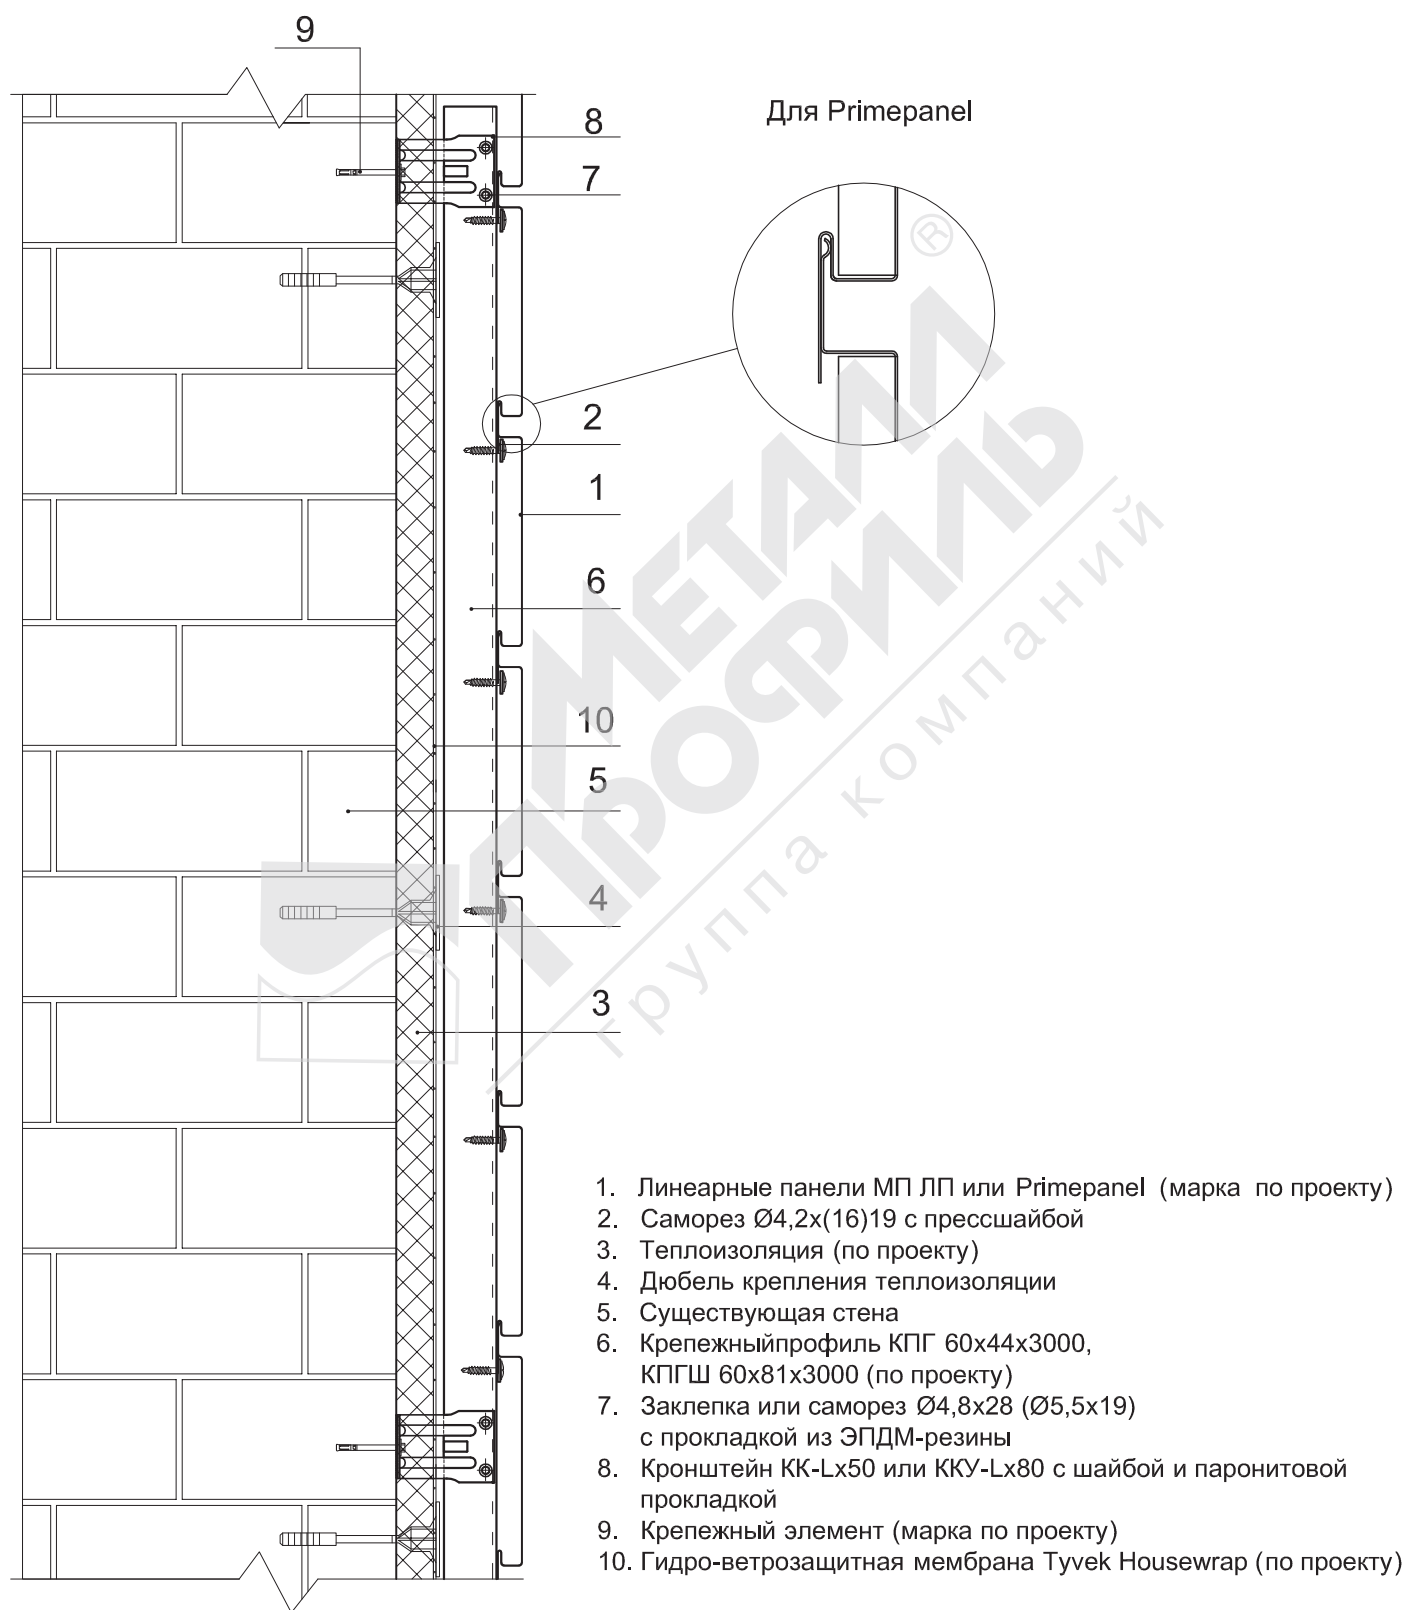 9
Для Primepanel
8
7
®
2
1
6
10
5
4
3
МЕТАЛЛ
ПРОФИЛЬ
группа компаний
1. Линеарные панели МП ЛП или Primepanel (марка по проекту)
2. Саморез Ø4,2x(16)19 с прессшайбой
3. Теплоизоляция (по проекту)
4. Дюбель крепления теплоизоляции
5. Существующая стена
6. Крепежныйпрофиль КПГ 60х44х3000,
КПГШ 60х81х3000 (по проекту)
7. Заклепка или саморез Ø4,8х28 (Ø5,5х19)
с прокладкой из ЭПДМ-резины
8. Кронштейн КК-Lx50 или ККУ-Lx80 с шайбой и паронитовой
прокладкой
9. Крепежный элемент (марка по проекту)
10. Гидро-ветрозащитная мембрана Tyvek Housewrap (по проекту)